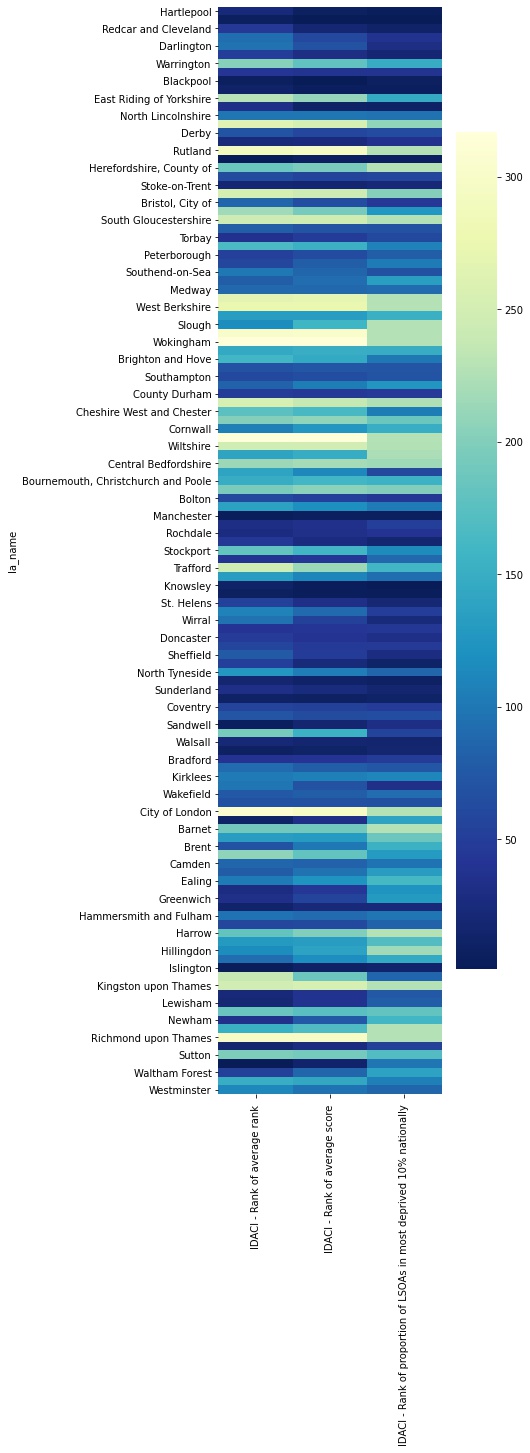 Hartlepool
Redcar and Cleveland
Darlington
Warrington
Blackpool
East Riding of Yorkshire
North Lincolnshire
Derby
Rutland
Herefordshire, County of
Stoke-on-Trent
Bristol, City of
South Gloucestershire
Torbay
Peterborough
Southend-on-Sea
Medway
West Berkshire
Slough
Wokingham
Brighton and Hove
Southampton
County Durham
Cheshire West and Chester
Cornwall
Wiltshire
Central Bedfordshire
Bournemouth, Christchurch and Poole
Bolton
Manchester
Rochdale
Stockport
Trafford
Knowsley
St. Helens
Wirral
Doncaster
Sheffield
North Tyneside
Sunderland
Coventry
Sandwell
Walsall
Bradford
Kirklees
Wakefield
City of London
Barnet
Brent
Camden
Ealing
Greenwich
Hammersmith and Fulham
Harrow
Hillingdon
Islington
Kingston upon Thames
Lewisham
Newham
Richmond upon Thames
Sutton
Waltham Forest
Westminster
la_name
IDACI - Rank of average rank
IDACI - Rank of average score
IDACI - Rank of proportion of LSOAs in most deprived 10% nationally
300
250
200
150
100
50